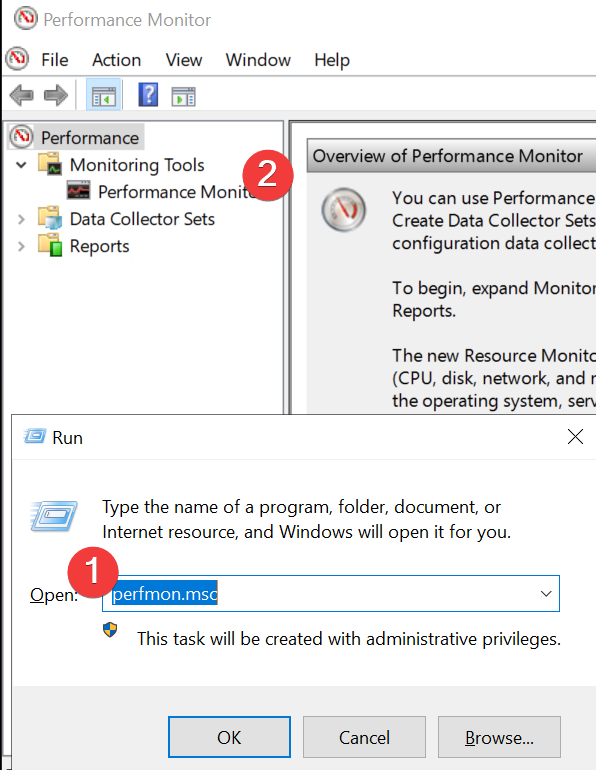 Performance Monitor
File Action View Window Help
Performance
Monitoring Tools
Performance
Data Collector Sets
Reports
2
Overview of Performance Monitor
You can use Performance
Create Data Collector Sets
configuration data collect
To begin, expand Monitor
Reports.
The new Resource Monito
(CPU, disk, network, and
the operating system, serv
Run
Type the name of a program, folder, document, or
Internet resource, and Windows will open it for you.
1
Open:
perfmon.msc
This task will be created with administrative privileges.
OK
Cancel
Browse...